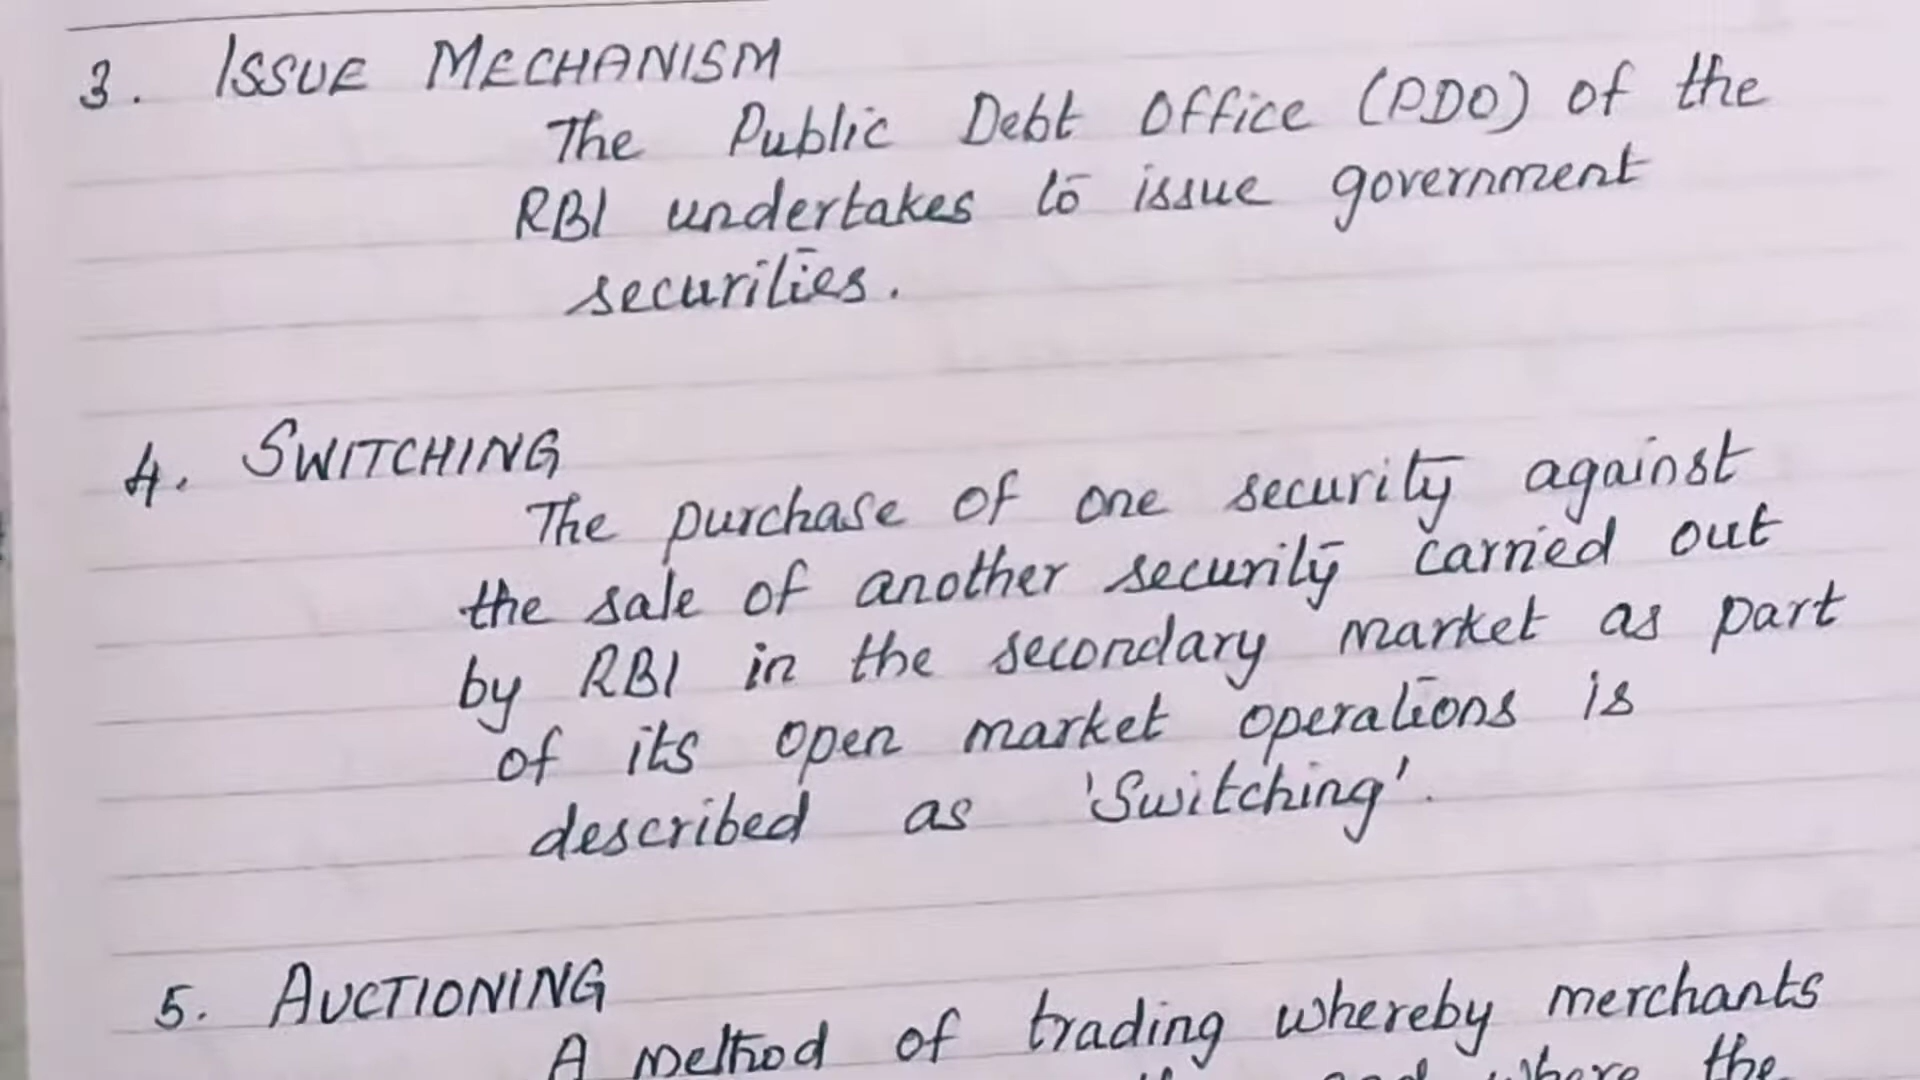 3. ISSUE MECHANISM
The Public Debt Office (PDO) of the
RBI undertakes to issue government
securities.
4. SWITCHING
The purchase of one security against
the sale of another security carried out
by RBI in the secondary market as part
of its open market operations is
described as 'Switching'.
5. AUCTIONING
A method of trading whereby merchants
where the